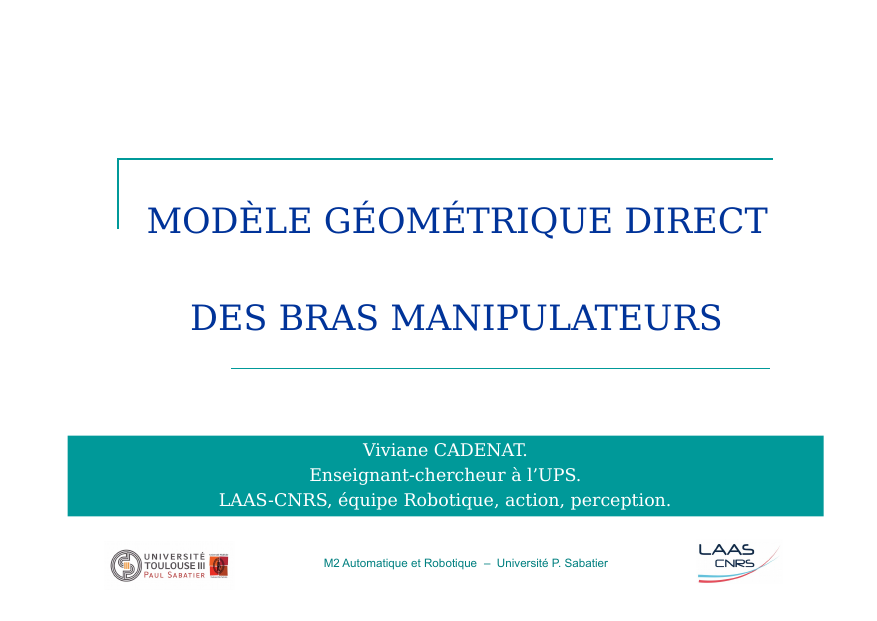 MODÈLE GÉOMÉTRIQUE DIRECT
DES BRAS MANIPULATEURS
Viviane CADENAT.
Enseignant-chercheur à l’UPS.
LAAS-CNRS, équipe Robotique, action, perception.
UNIVERSITÉ
TOULOUSE III
PAUL SABATIER
M2 Automatique et Robotique – Université P. Sabatier
LAAS
CNRS